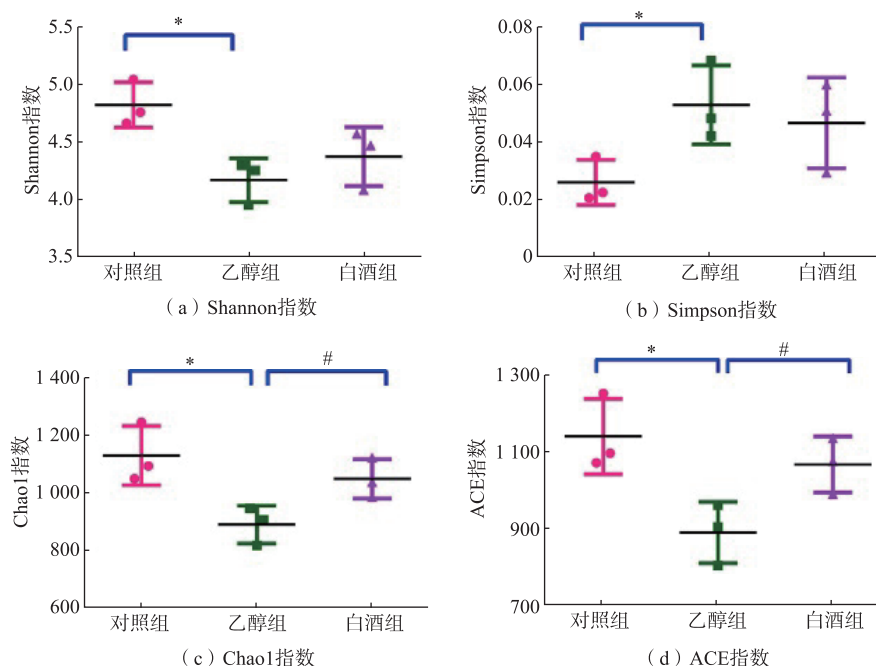 5.5
5.0
4.5
4.0
3.5
Shannon指数
*
对照组 乙醇组 白酒组
（a）Shannon指数
0.08
0.06
0.04
0.02
0
Simpson指数
*
对照组 乙醇组 白酒组
（b）Simpson指数
1 400
1 200
1 000
800
600
Chao1指数
* #
对照组 乙醇组 白酒组
（c）Chao1指数
1 300
1 100
900
700
ACE指数
* #
对照组 乙醇组 白酒组
（d）ACE指数